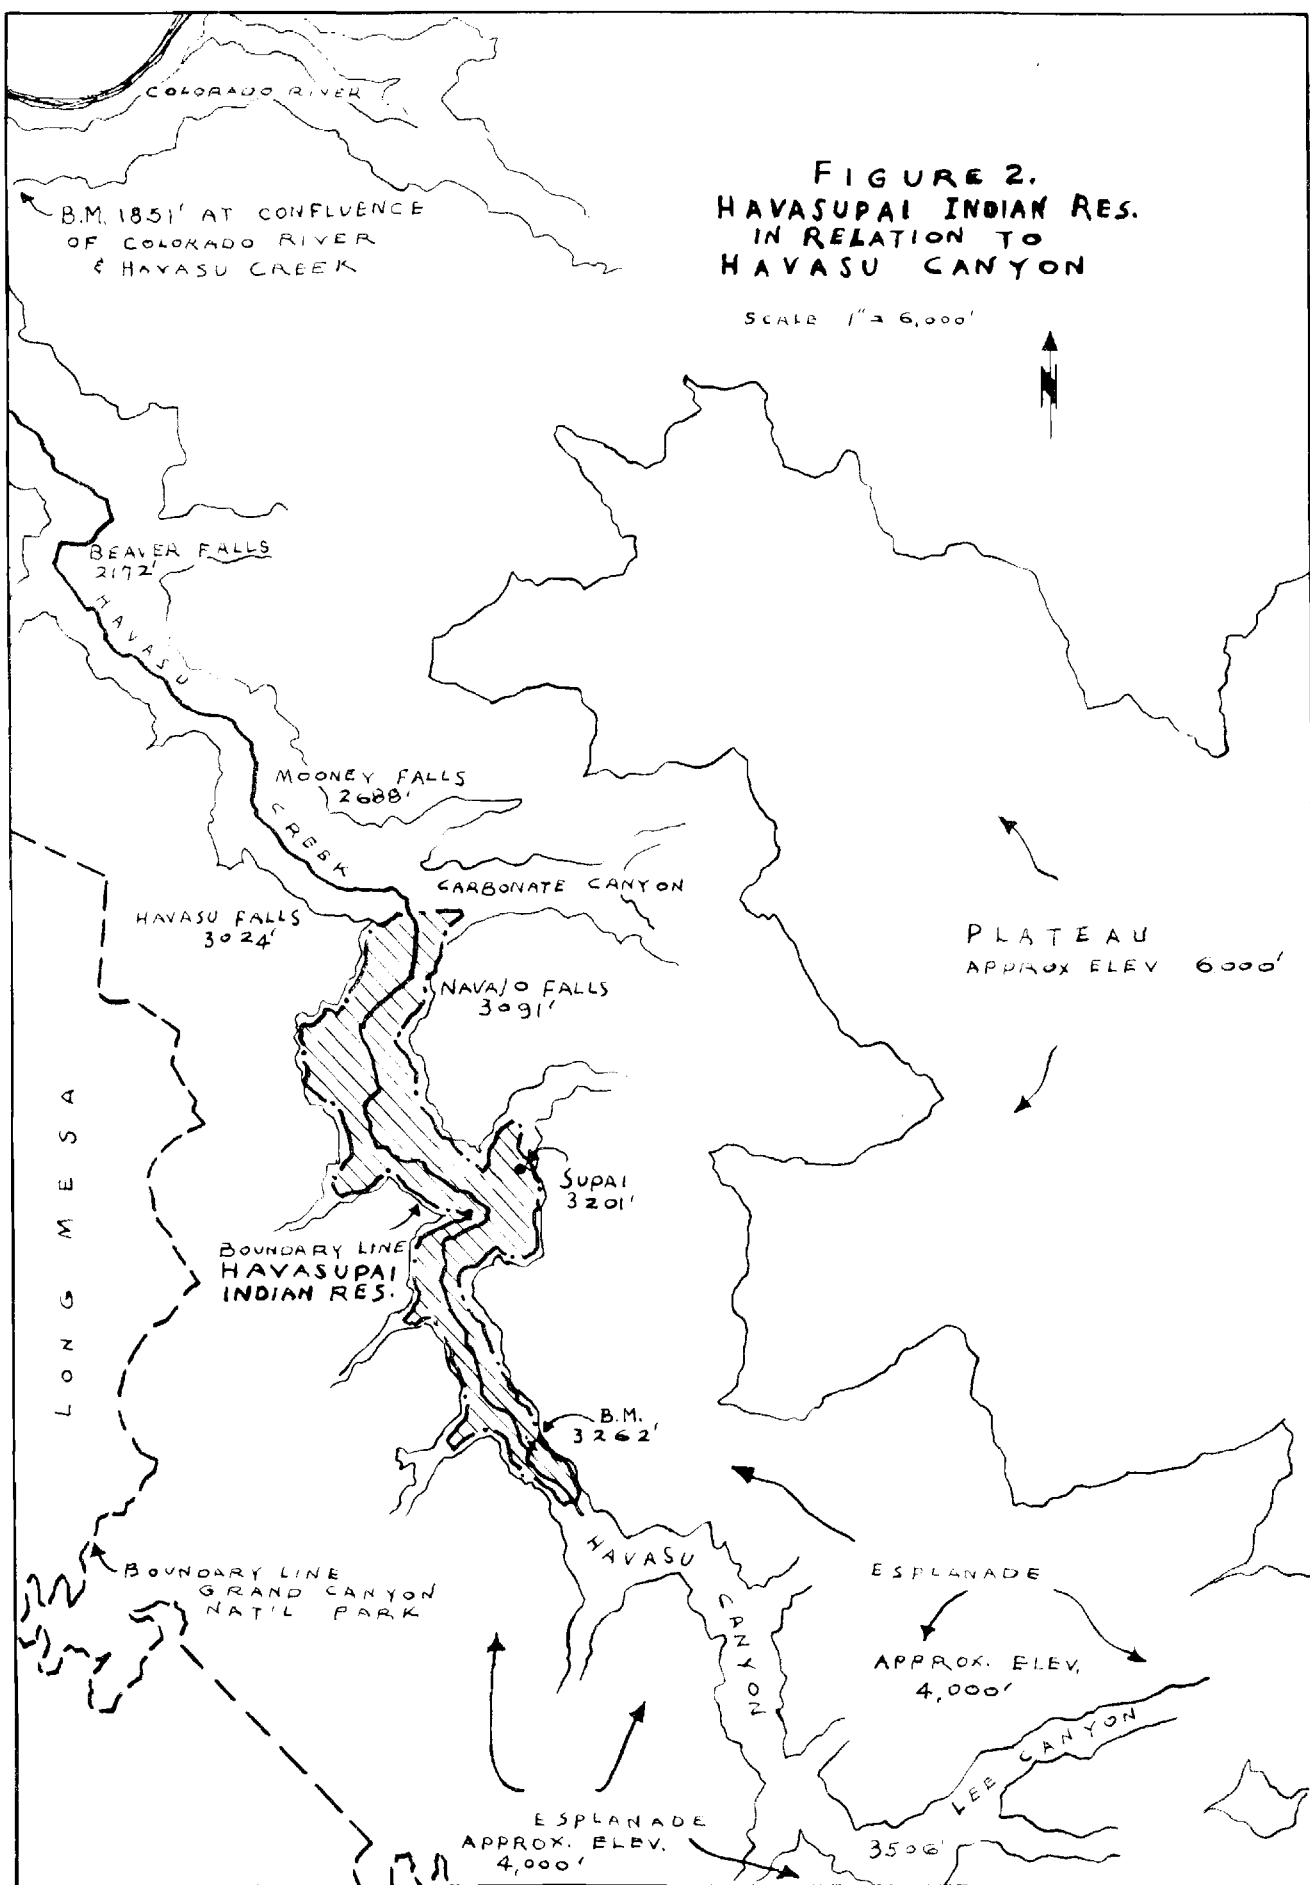 COLORADO RIVER
B.M. 1851' AT CONFLUENCE
OF COLORADO RIVER
& HAVASU CREEK
FIGURE 2.
HAVASUPAI INDIAN RES.
IN RELATION TO
HAVASU CANYON
SCALE 1" = 6,000'
N
BEAVER FALLS
2172'
HAVASU
CREEK
MOONEY FALLS
2688'
CARBONATE CANYON
HAVASU FALLS
3024'
NAVAJO FALLS
3091'
PLATEAU
APPROX ELEV 6000'
LONG MESA
SUPAI
3201'
BOUNDARY LINE
HAVASUPAI
INDIAN RES.
B.M.
3262'
HAVASU
CANYON
BOUNDARY LINE
GRAND CANYON
NAT'L PARK
ESPLANADE
APPROX. ELEV.
4,000'
LEE CANYON
ESPLANADE
APPROX. ELEV.
4,000'
3506'